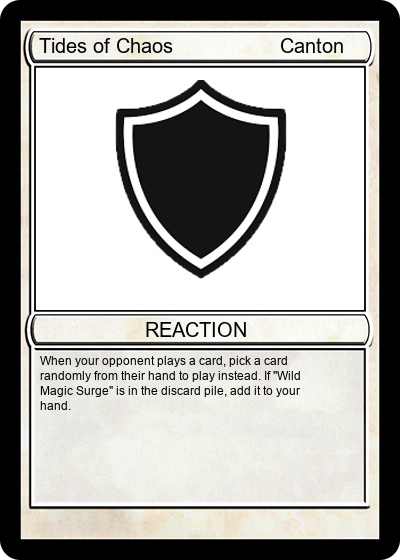 Tides of Chaos Canton
REACTION
When your opponent plays a card, pick a card
randomly from their hand to play instead. If "Wild
Magic Surge" is in the discard pile, add it to your
hand.